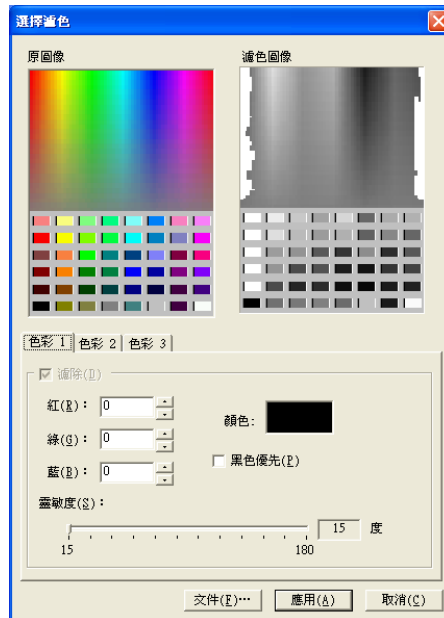 選擇濾色
原圖像
濾色圖像
色彩 1 色彩 2 色彩 3
濾除(D)
紅(R): 0
顏色:
綠(G): 0
黑色優先(P)
藍(B): 0
靈敏度(S):
15 度
15 180
文件(F)… 應用(A) 取消(C)